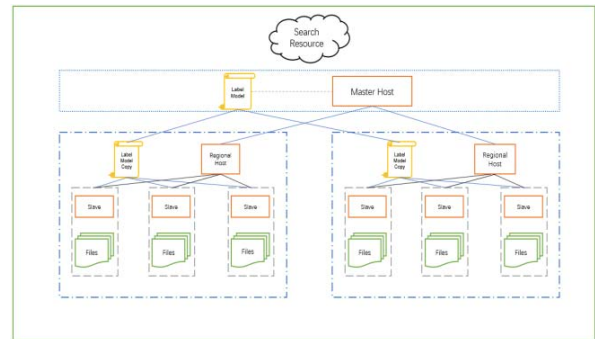 Search
Resource
Label
Model
Master Host
Label
Model
Copy
Regional
Host
Label
Model
Copy
Regional
Host
Slave
Slave
Slave
Slave
Slave
Slave
Files
Files
Files
Files
Files
Files